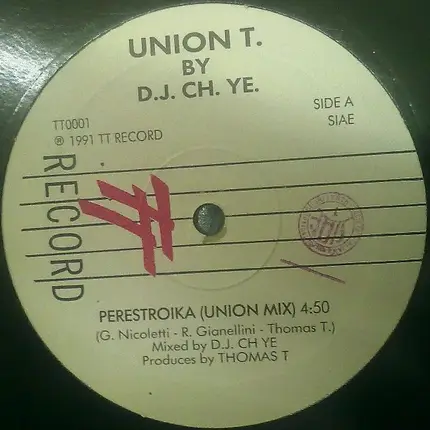 UNION T.
BY
D.J. CH. YE.
SIDE A
SIAE
TT0001
℗ 1991 TT RECORD
RECORD
TT
PERESTROIKA (UNION MIX) 4:50
(G. Nicoletti - R. Gianellini - Thomas T.)
Mixed by D.J. CH YE
Produces by THOMAS T